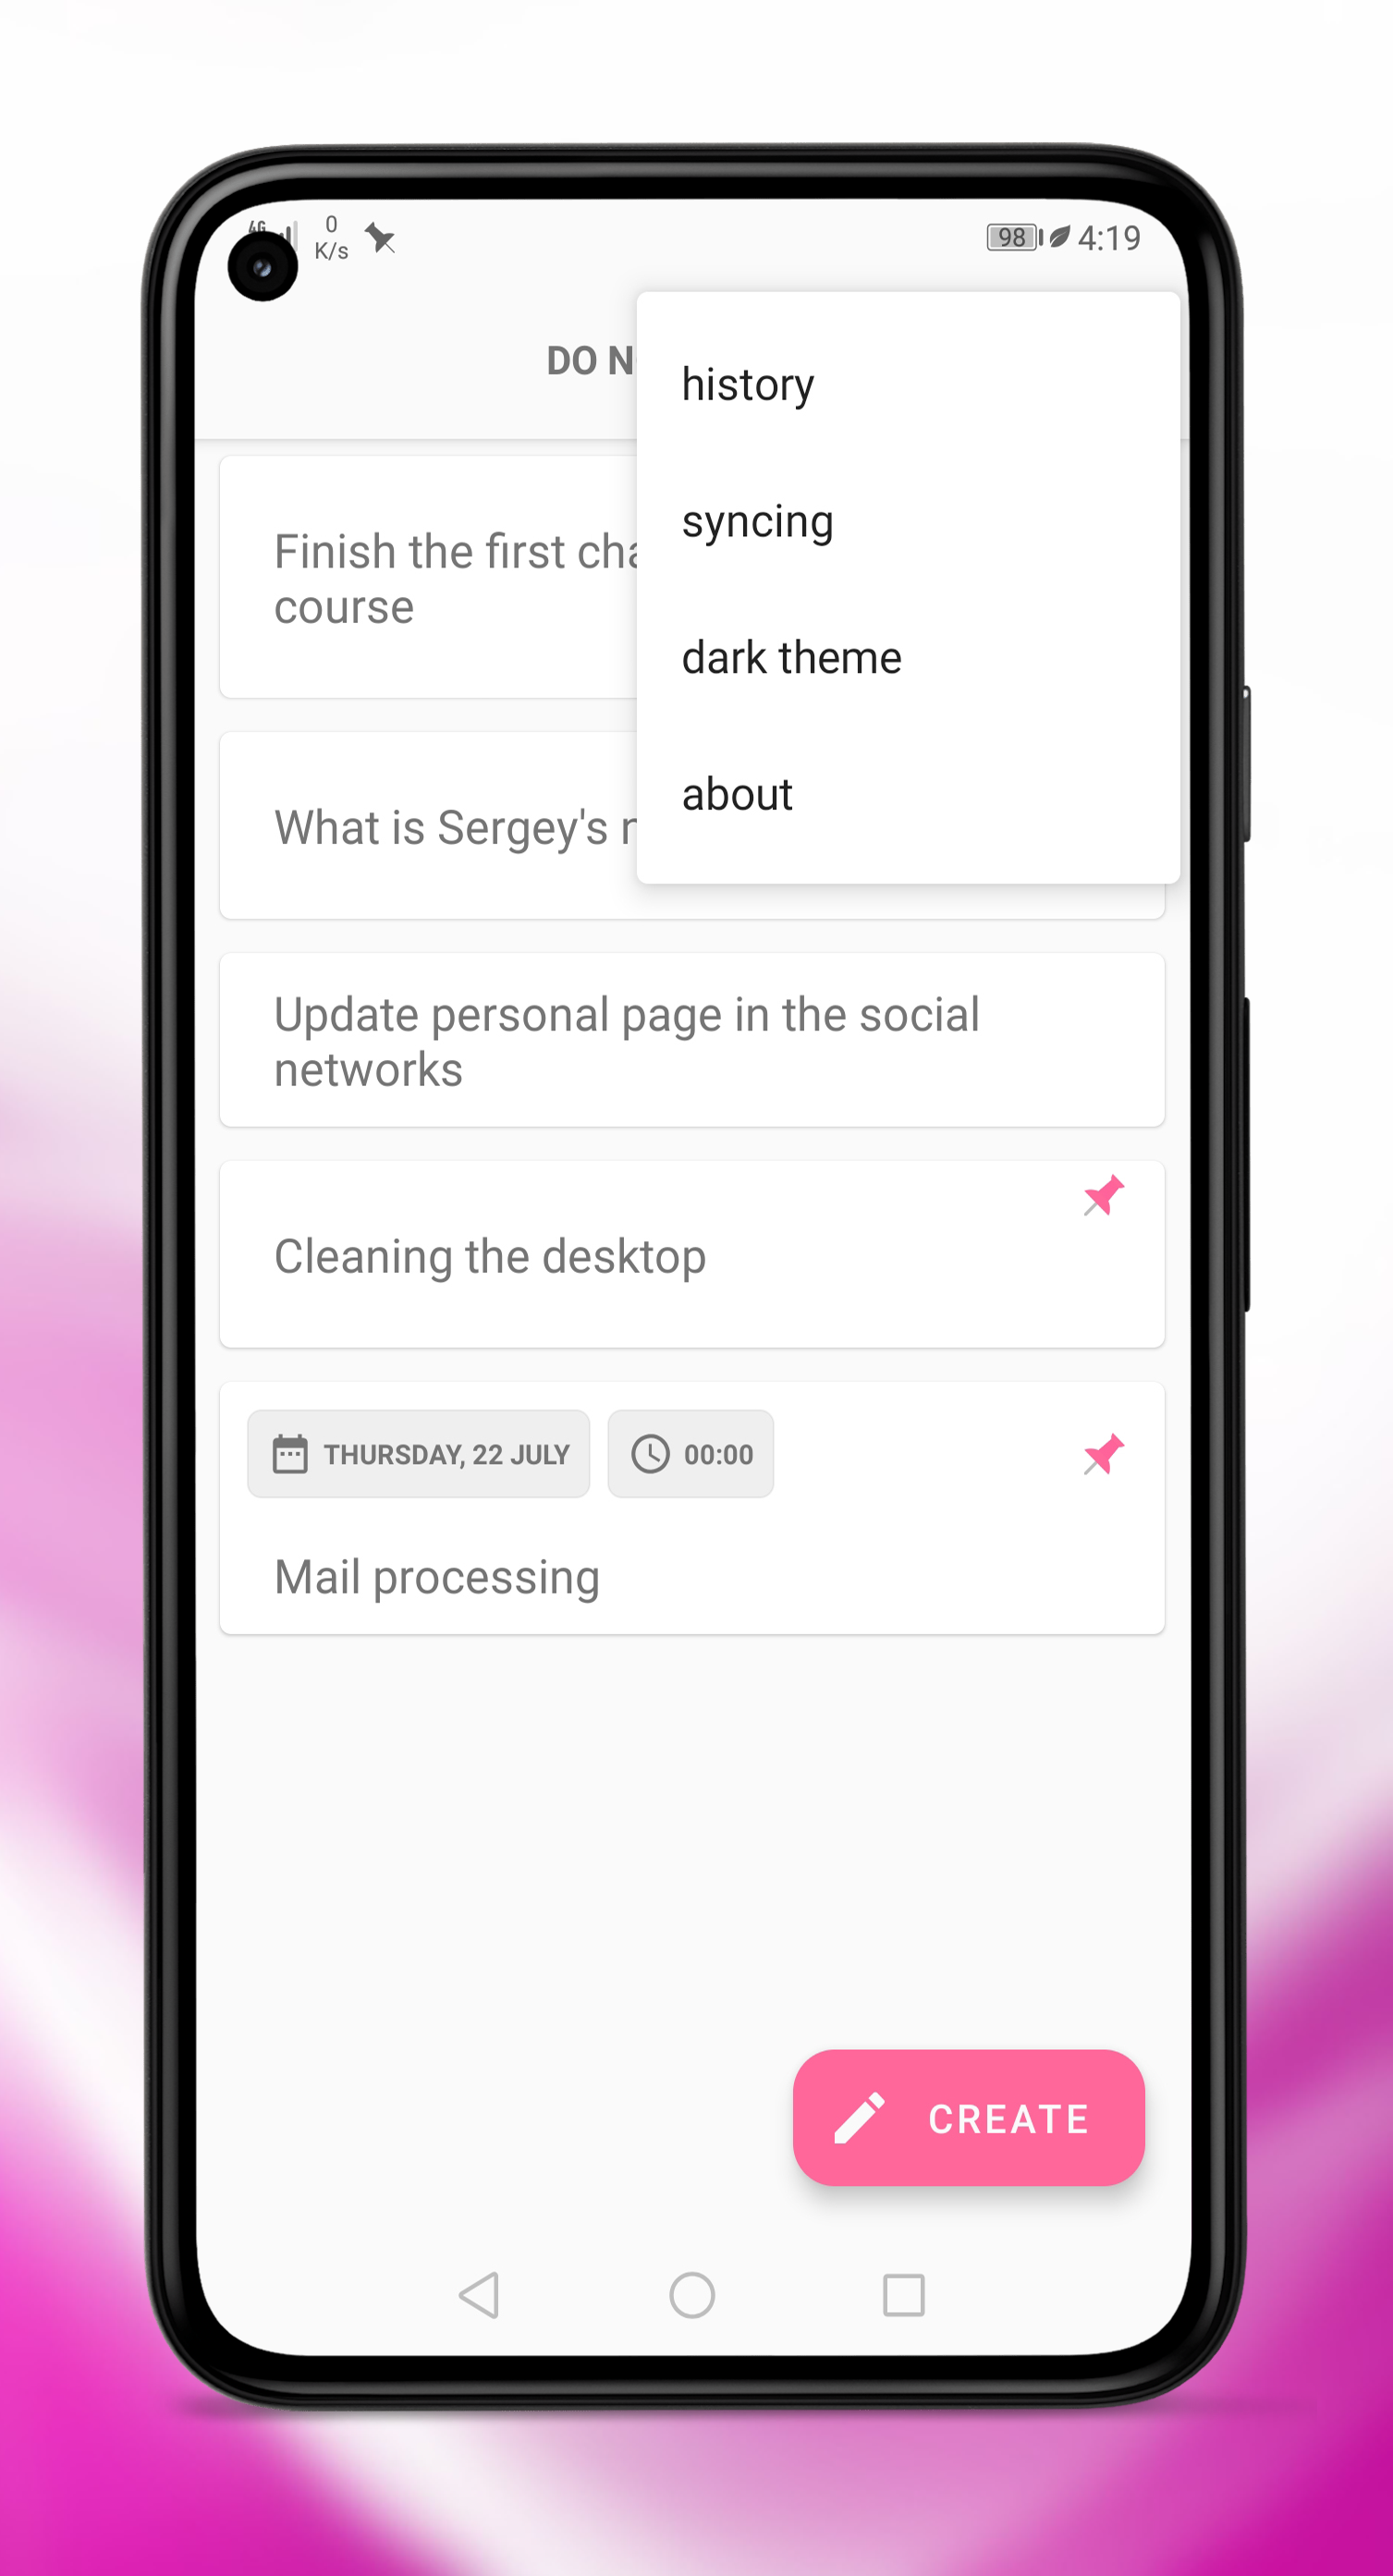 4G
0
K/s
98
4:19
DO N
history
syncing
dark theme
about
Finish the first cha
course
What is Sergey's
Update personal page in the social
networks
Cleaning the desktop
THURSDAY, 22 JULY
00:00
Mail processing
CREATE